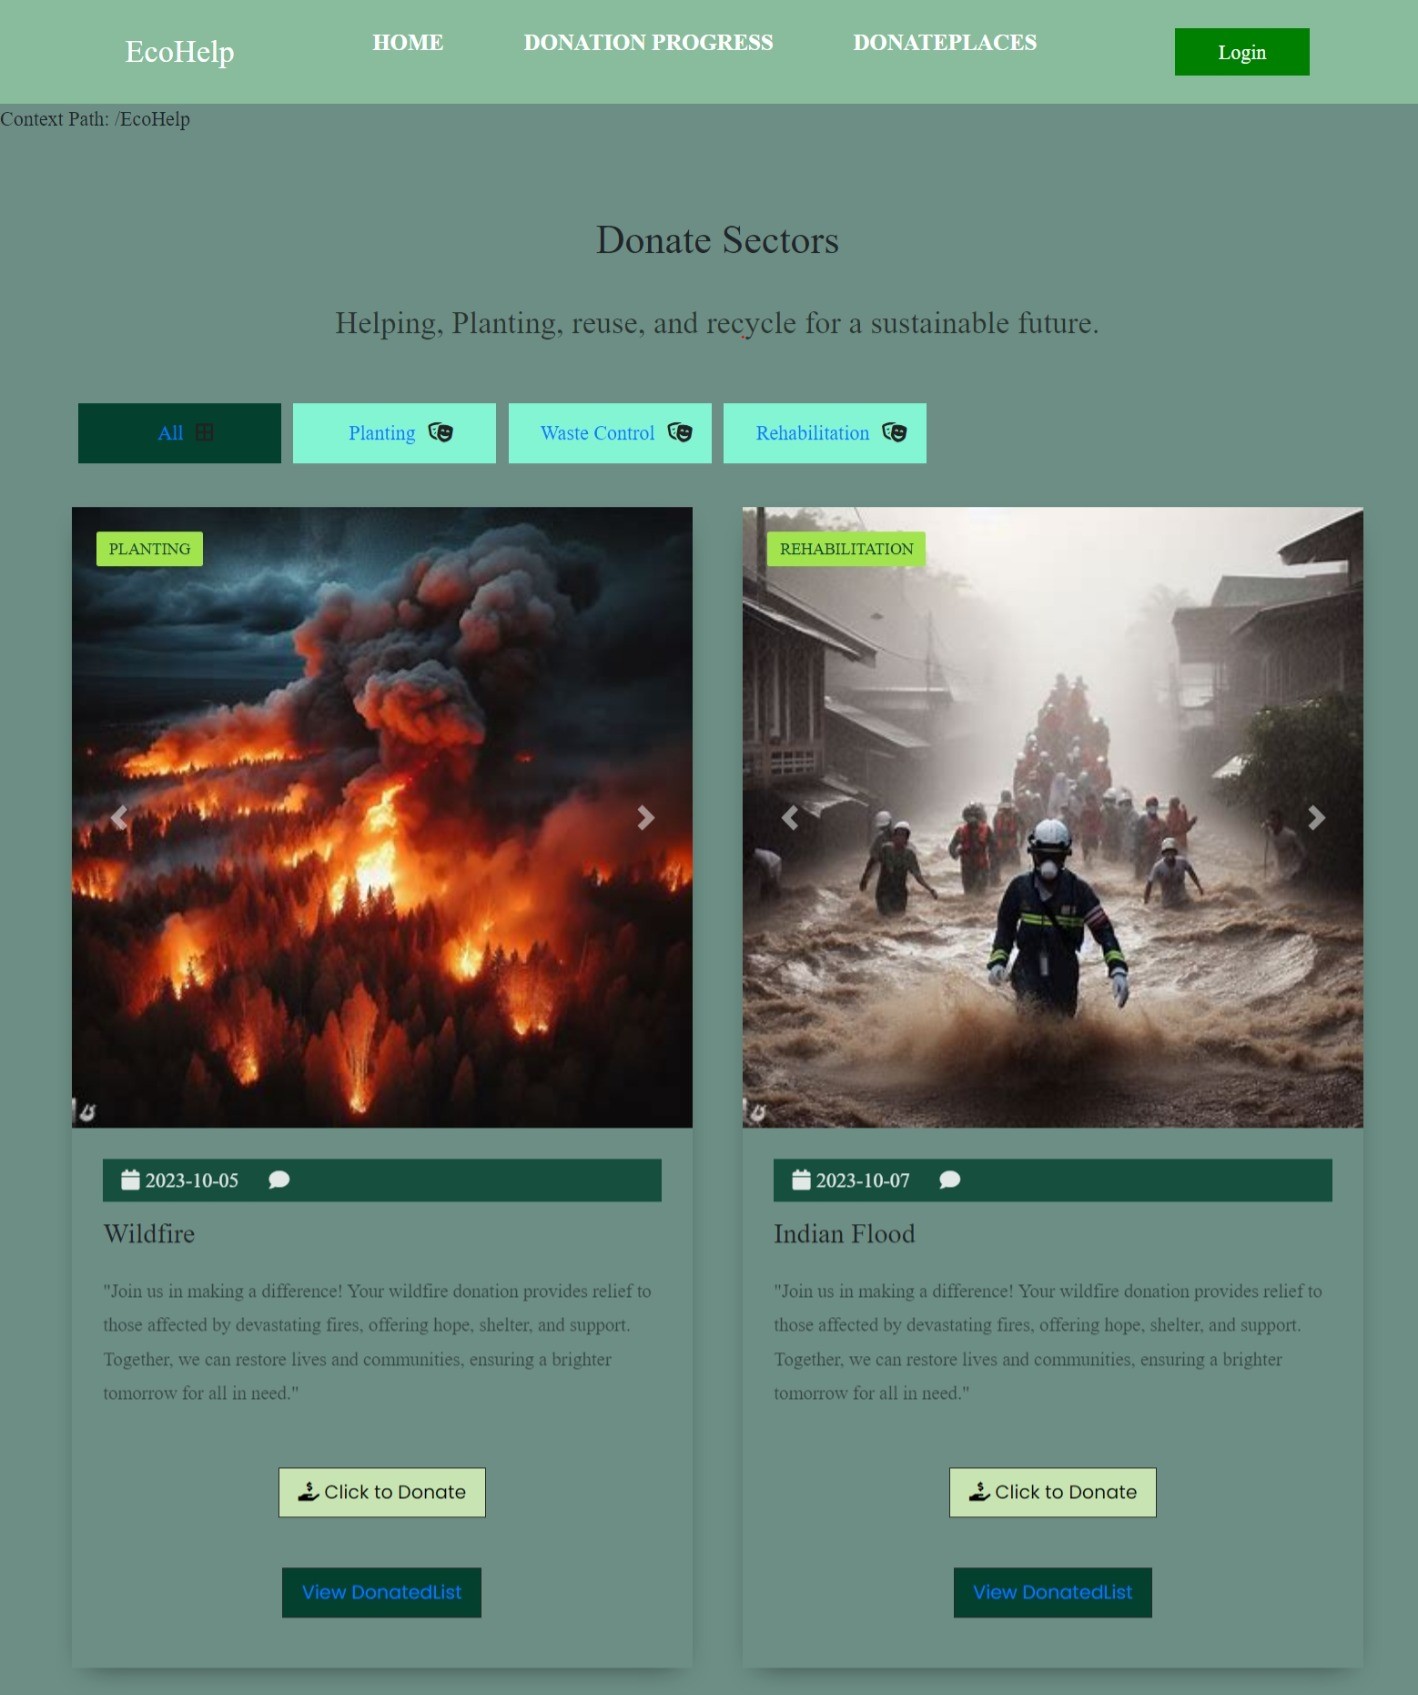 EcoHelp
HOME
DONATION PROGRESS
DONATEPLACES
Login
Context Path: /EcoHelp
Donate Sectors
Helping, Planting, reuse, and recycle for a sustainable future.
All
Planting
Waste Control
Rehabilitation
PLANTING
2023-10-05
Wildfire
"Join us in making a difference! Your wildfire donation provides relief to
those affected by devastating fires, offering hope, shelter, and support.
Together, we can restore lives and communities, ensuring a brighter
tomorrow for all in need."
Click to Donate
View DonatedList
REHABILITATION
2023-10-07
Indian Flood
"Join us in making a difference! Your wildfire donation provides relief to
those affected by devastating fires, offering hope, shelter, and support.
Together, we can restore lives and communities, ensuring a brighter
tomorrow for all in need."
Click to Donate
View DonatedList